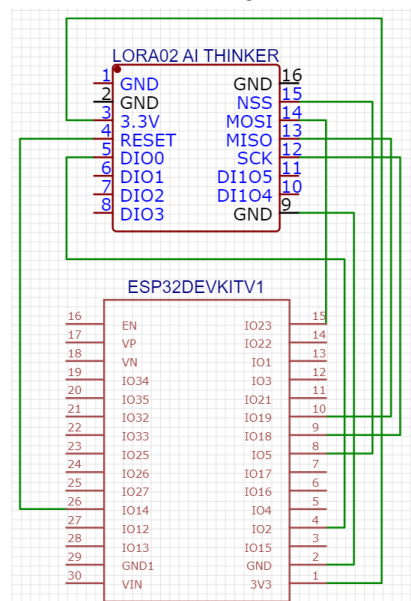 LORA02 AI THINKER
1 GND GND 16
2 GND NSS 15
3 3.3V MOSI 14
4 RESET MISO 13
5 DIO0 SCK 12
6 DIO1 DI1O5 11
7 DIO2 DI1O4 10
8 DIO3 GND 9
ESP32DEVKITV1
16 EN IO23 15
17 VP IO22 14
18 VN IO1 13
19 IO34 IO3 12
20 IO35 IO21 11
21 IO32 IO19 10
22 IO33 IO18 9
23 IO25 IO5 8
24 IO26 IO17 7
25 IO27 IO16 6
26 IO14 IO4 5
27 IO12 IO2 4
28 IO13 IO15 3
29 GND1 GND 2
30 VIN 3V3 1